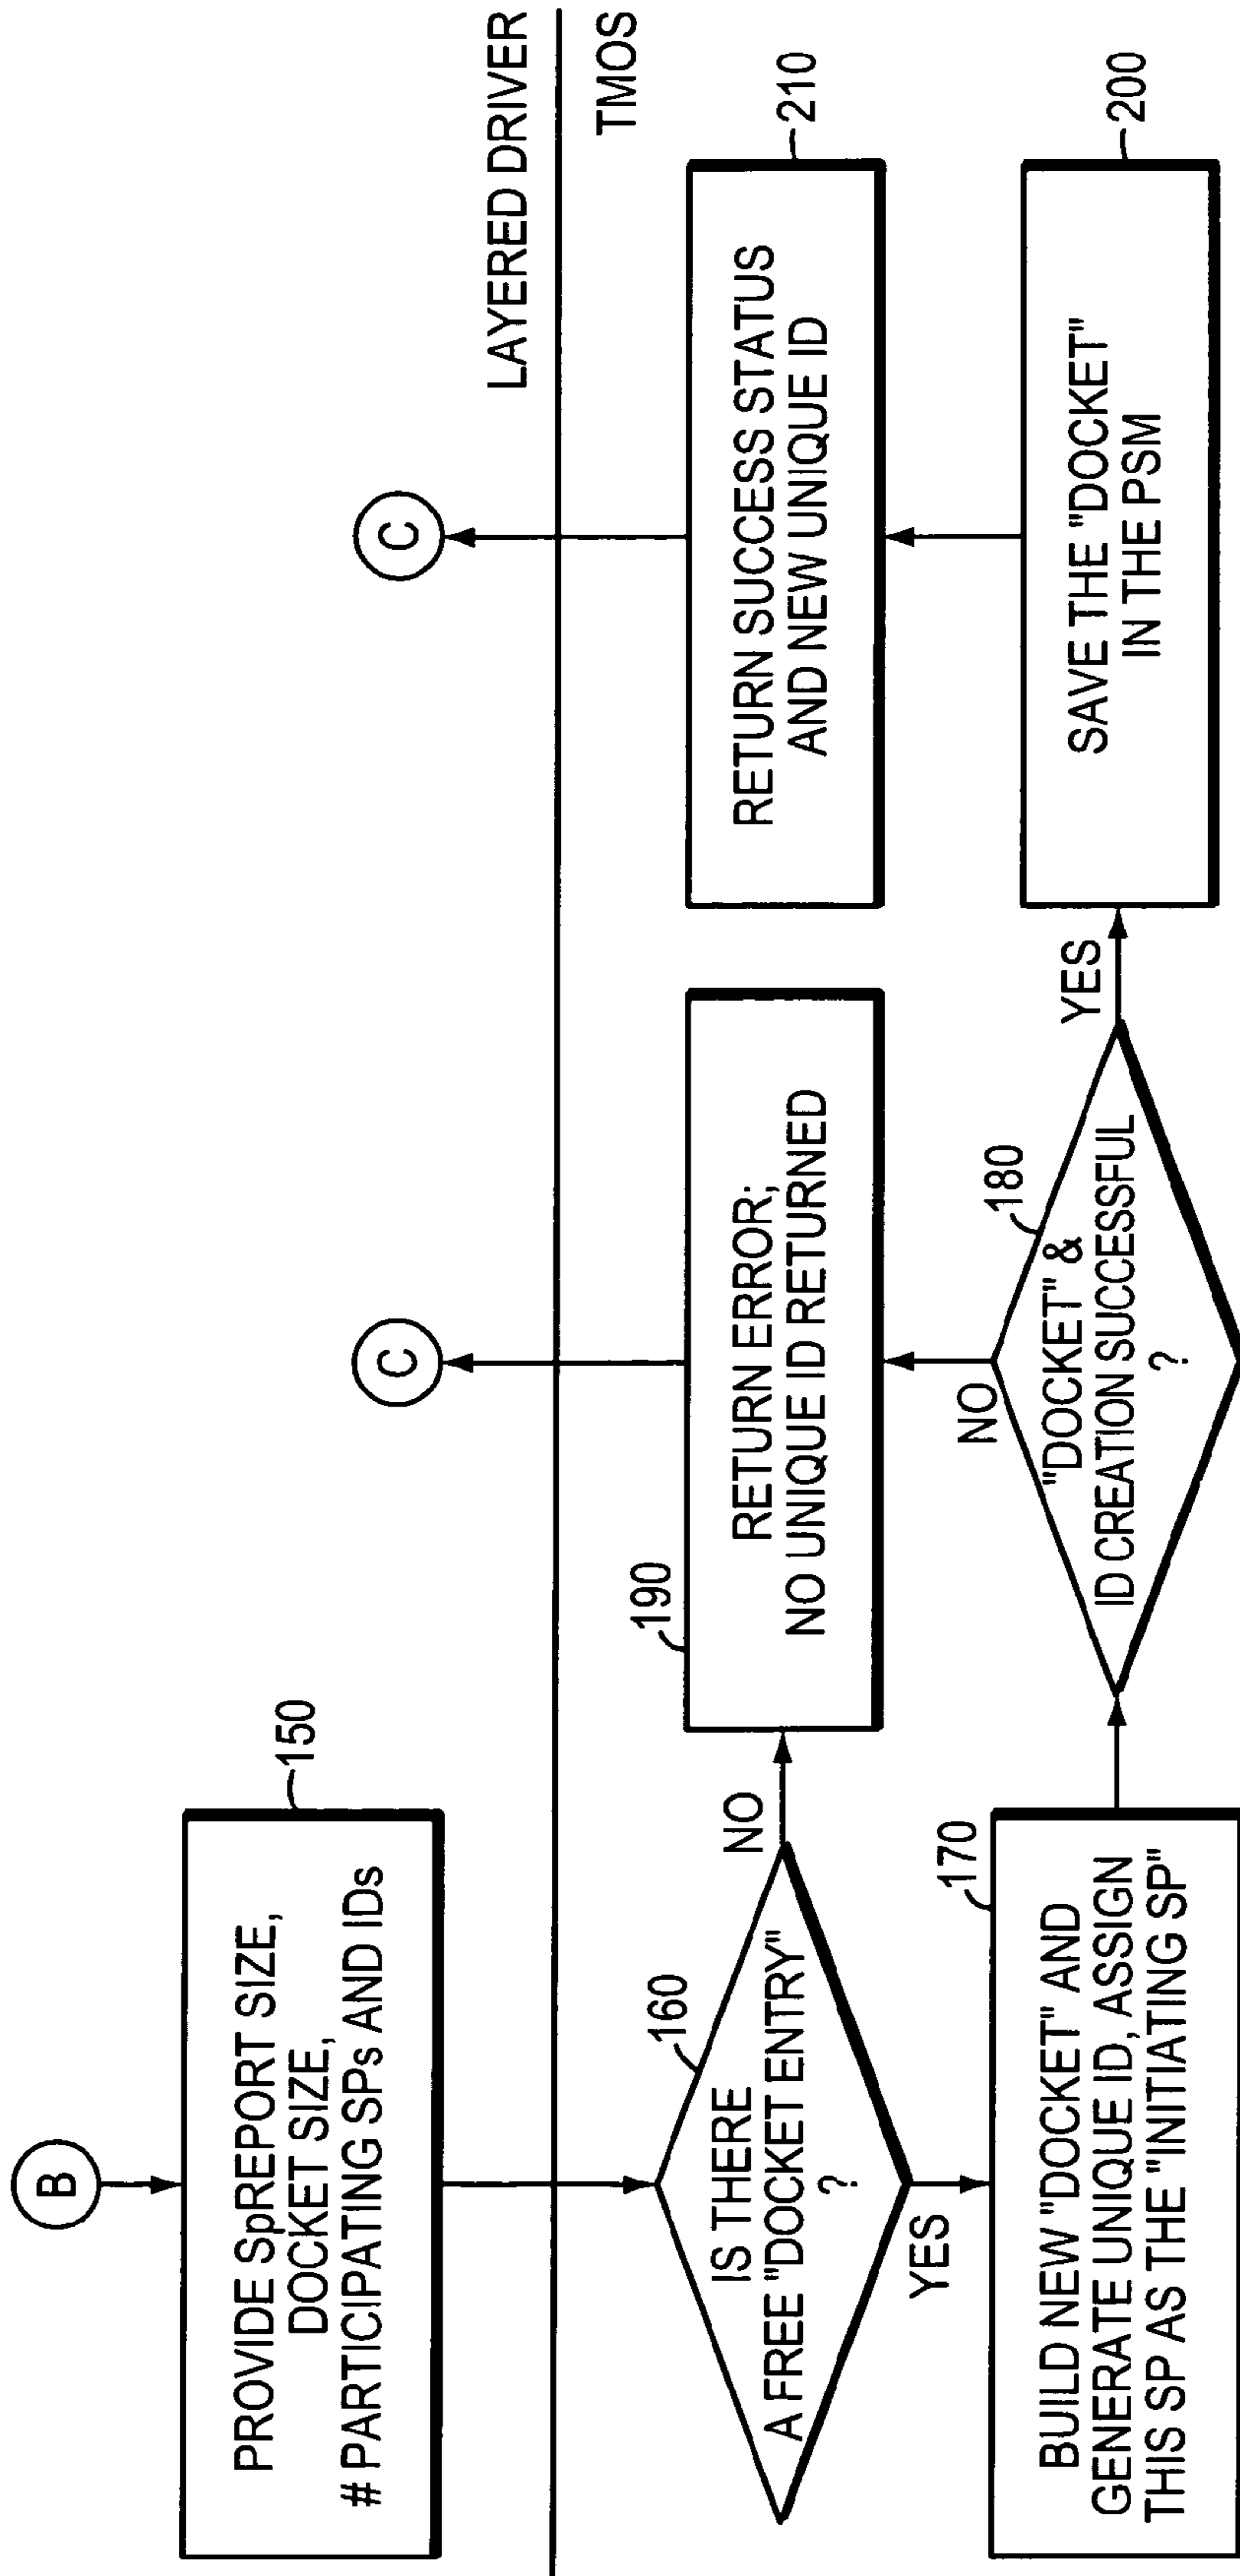 B
PROVIDE SpREPORT SIZE,
DOCKET SIZE,
# PARTICIPATING SPs AND IDs
150
LAYERED DRIVER
TMOS
IS THERE
A FREE "DOCKET ENTRY"
?
160
NO
YES
BUILD NEW "DOCKET" AND
GENERATE UNIQUE ID, ASSIGN
THIS SP AS THE "INITIATING SP"
170
"DOCKET" &
ID CREATION SUCCESSFUL
?
180
NO
YES
RETURN ERROR;
NO UNIQUE ID RETURNED
190
C
SAVE THE "DOCKET"
IN THE PSM
200
RETURN SUCCESS STATUS
AND NEW UNIQUE ID
210
C